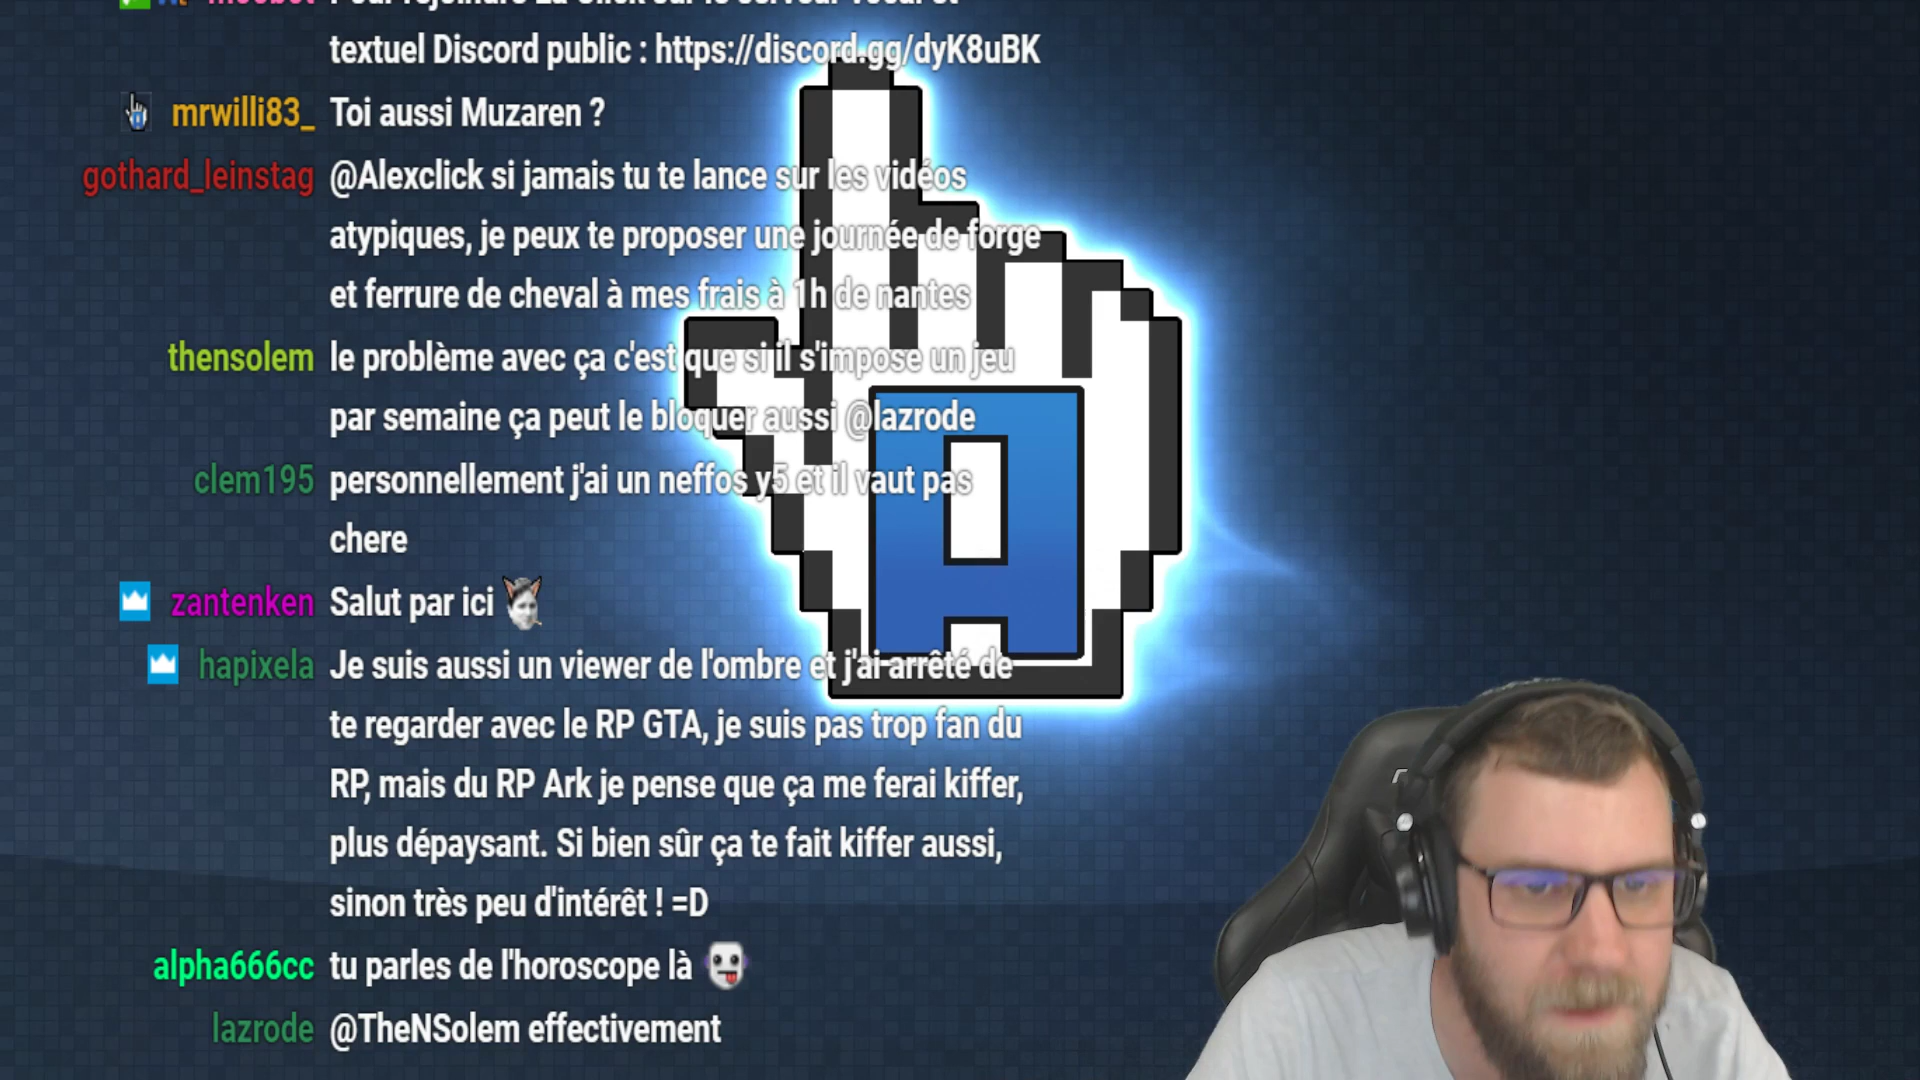 textuel Discord public : https://discord.gg/dyK8uBK
mrwilli83_ Toi aussi Muzaren ?
gothard_leinstag @Alexclick si jamais tu te lance sur les vidéos
atypiques, je peux te proposer une journée de forge
et ferrure de cheval à mes frais à 1h de nantes
thensolem le problème avec ça c'est que si il s'impose un jeu
par semaine ça peut le bloquer aussi @lazrode
clem195 personnellement j'ai un neffos y5 et il vaut pas
chere
zantenken Salut par ici
hapixela Je suis aussi un viewer de l'ombre et j'ai arrêté de
te regarder avec le RP GTA, je suis pas trop fan du
RP, mais du RP Ark je pense que ça me ferai kiffer,
plus dépaysant. Si bien sûr ça te fait kiffer aussi,
sinon très peu d'intérêt ! =D
alpha666cc tu parles de l'horoscope là
lazrode @TheNSolem effectivement
A